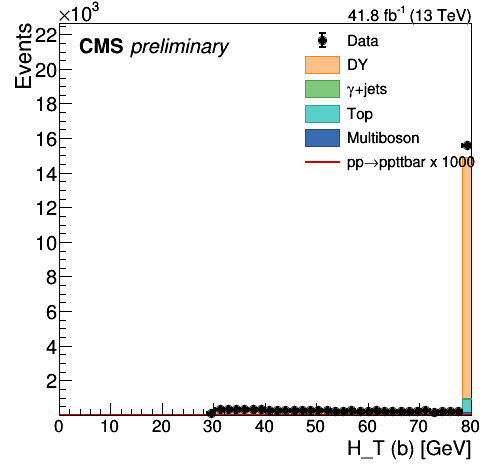 ×10³
41.8 fb⁻¹ (13 TeV)
CMS preliminary
Events
Data
DY
γ+jets
Top
Multiboson
pp→ppttbar x 1000
22
20
18
16
14
12
10
8
6
4
2
0 10 20 30 40 50 60 70 80
H_T (b) [GeV]